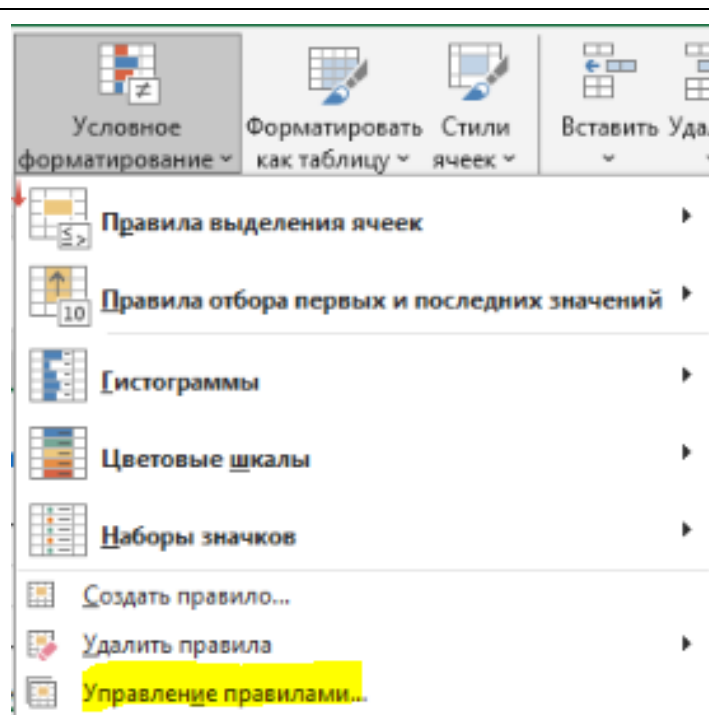 Условное
форматирование
Форматировать
как таблицу
Стили
ячеек
Вставить
Правила выделения ячеек
Правила отбора первых и последних значений
10
Гистограммы
Цветовые шкалы
Наборы значков
Создать правило...
Удалить правила
Управление правилами...